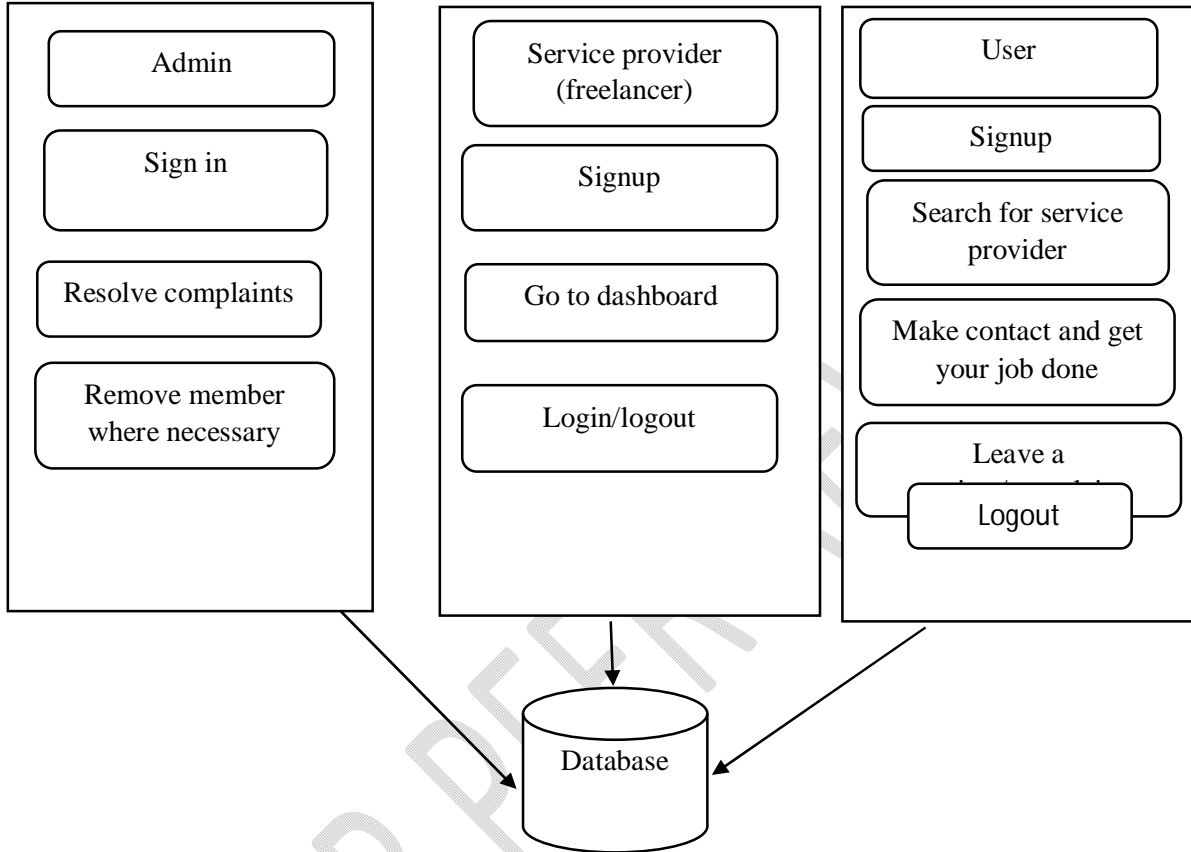 Admin
Sign in
Resolve complaints
Remove member
where necessary
Service provider
(freelancer)
Signup
Go to dashboard
Login/logout
User
Signup
Search for service
provider
Make contact and get
your job done
Leave a
Logout
Database